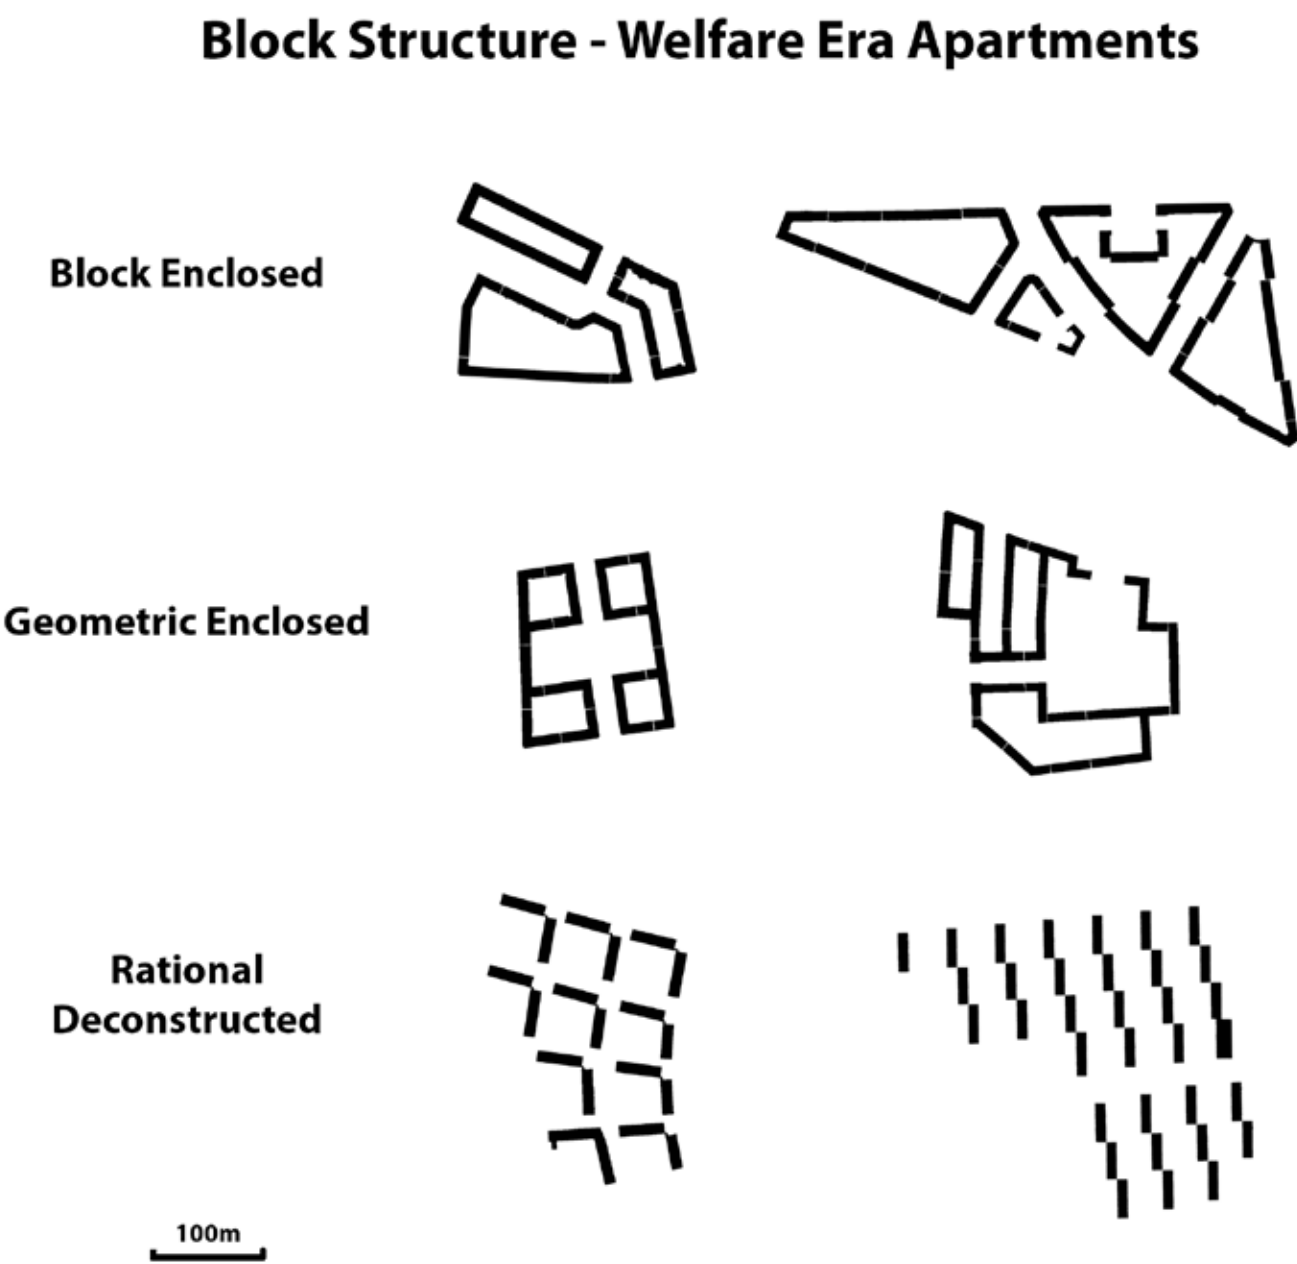 Block Structure - Welfare Era Apartments
Block Enclosed
Geometric Enclosed
Rational
Deconstructed
100m